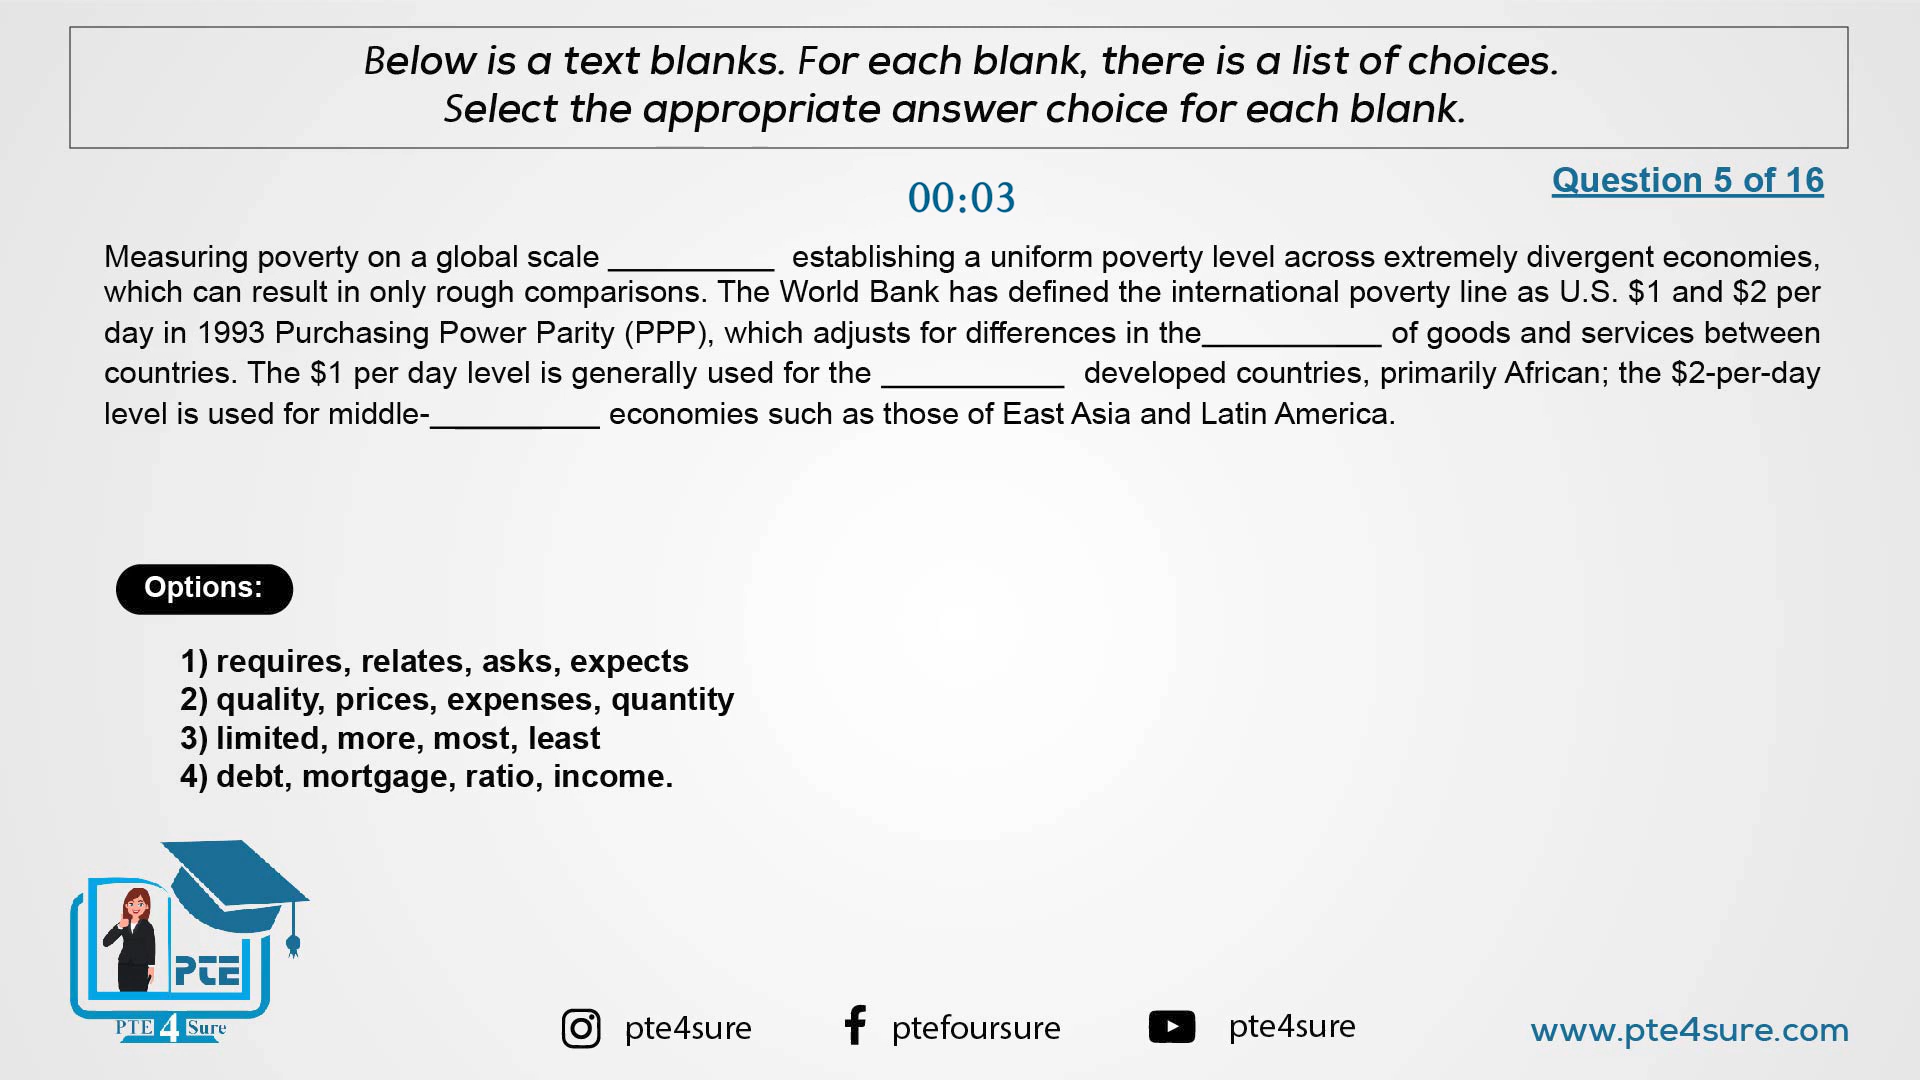 Below is a text blanks. For each blank, there is a list of choices.
Select the appropriate answer choice for each blank.
Question 5 of 16
00:03
Measuring poverty on a global scale __________ establishing a uniform poverty level across extremely divergent economies,
which can result in only rough comparisons. The World Bank has defined the international poverty line as U.S. $1 and $2 per
day in 1993 Purchasing Power Parity (PPP), which adjusts for differences in the___________ of goods and services between
countries. The $1 per day level is generally used for the ___________ developed countries, primarily African; the $2-per-day
level is used for middle-__________ economies such as those of East Asia and Latin America.
Options:
1) requires, relates, asks, expects
2) quality, prices, expenses, quantity
3) limited, more, most, least
4) debt, mortgage, ratio, income.
PTE
PTE 4 Sure
pte4sure
ptefoursure
pte4sure
www.pte4sure.com